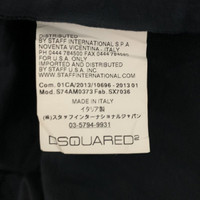 DISTRIBUTED
BY STAFF INTERNATIONAL S.P.A
NOVENTA VICENTINA, ITALY
PH 0444 784500 FAX 0444
FOR U.S.A. ONLY
IMPORTED AND DISTRIBUTED
BY STAFF U.S.A. INC
WWW.STAFFINTERNATIONAL.COM
Com. 01CA/2013/10696 - 2013 01
Mod. S74AM0373 Fab. SX7036
MADE IN ITALY
イタリア製
(株)スタッフインターナショナルジャパン
03-5794-9931
DSQUARED2